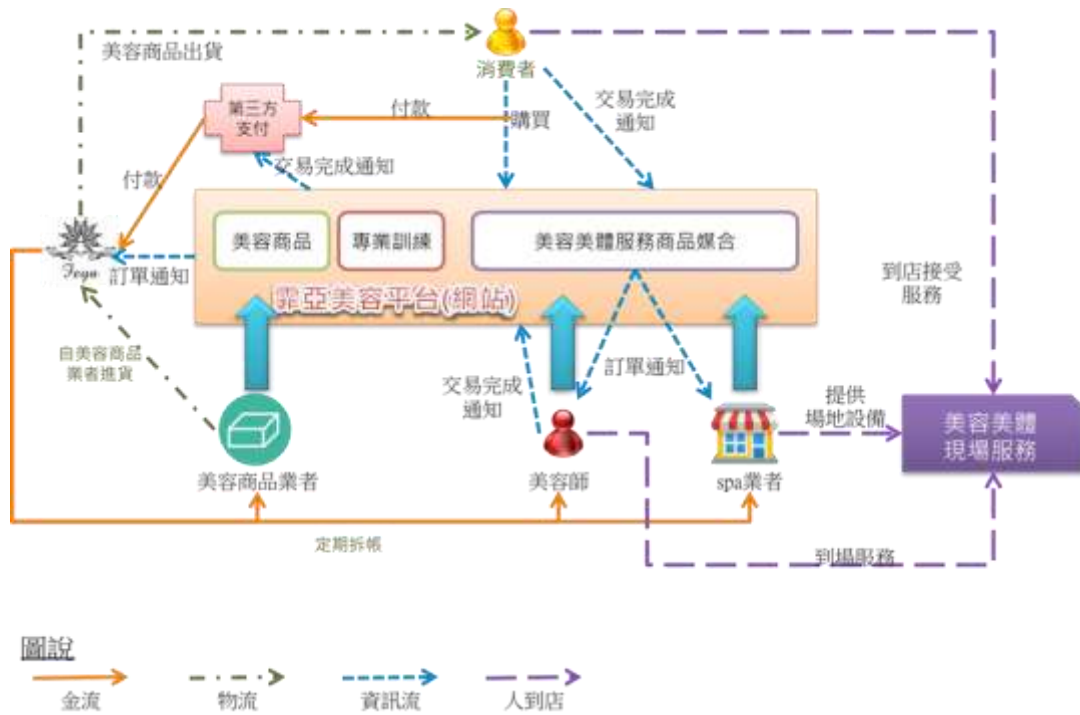 美容商品出貨
消費者
第三方
支付
付款
購買
交易完成
通知
付款
交易完成通知
美容商品
專業訓練
美容美體服務商品媒合
訂單通知
霏亞美容平台(網站)
到店接受
服務
自美容商品
業者進貨
交易完成
通知
訂單通知
提供
場地設備
美容美體
現場服務
美容商品業者
美容師
spa業者
定期拆帳
到場服務
圖說
金流
物流
資訊流
人到店